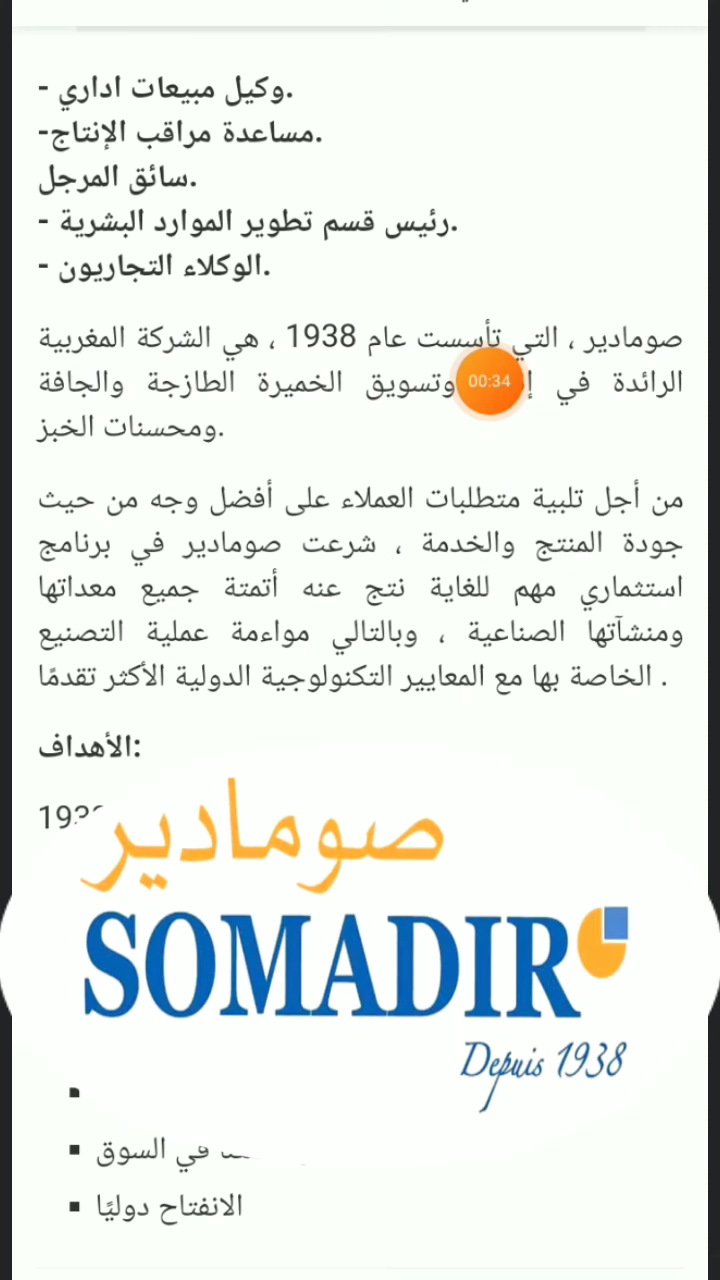 - وكيل مبيعات اداري.
-مساعدة مراقب الإنتاج.
سائق المرجل.
- رئيس قسم تطوير الموارد البشرية.
- الوكلاء التجاريون.
صومادير ، التي تأسست عام 1938 ، هي الشركة المغربية
الرائدة في وتسويق الخميرة الطازجة والجافة
ومحسنات الخبز.
00:34
من أجل تلبية متطلبات العملاء على أفضل وجه من حيث
جودة المنتج والخدمة ، شرعت صومادير في برنامج
استثماري مهم للغاية نتج عنه أتمتة جميع معداتها
ومنشآتها الصناعية ، وبالتالي مواءمة عملية التصنيع
الخاصة بها مع المعايير التكنولوجية الدولية الأكثر تقدمًا .
الأهداف:
صومادير
SOMADIR
Depuis 1938
في السوق
الانفتاح دوليًا